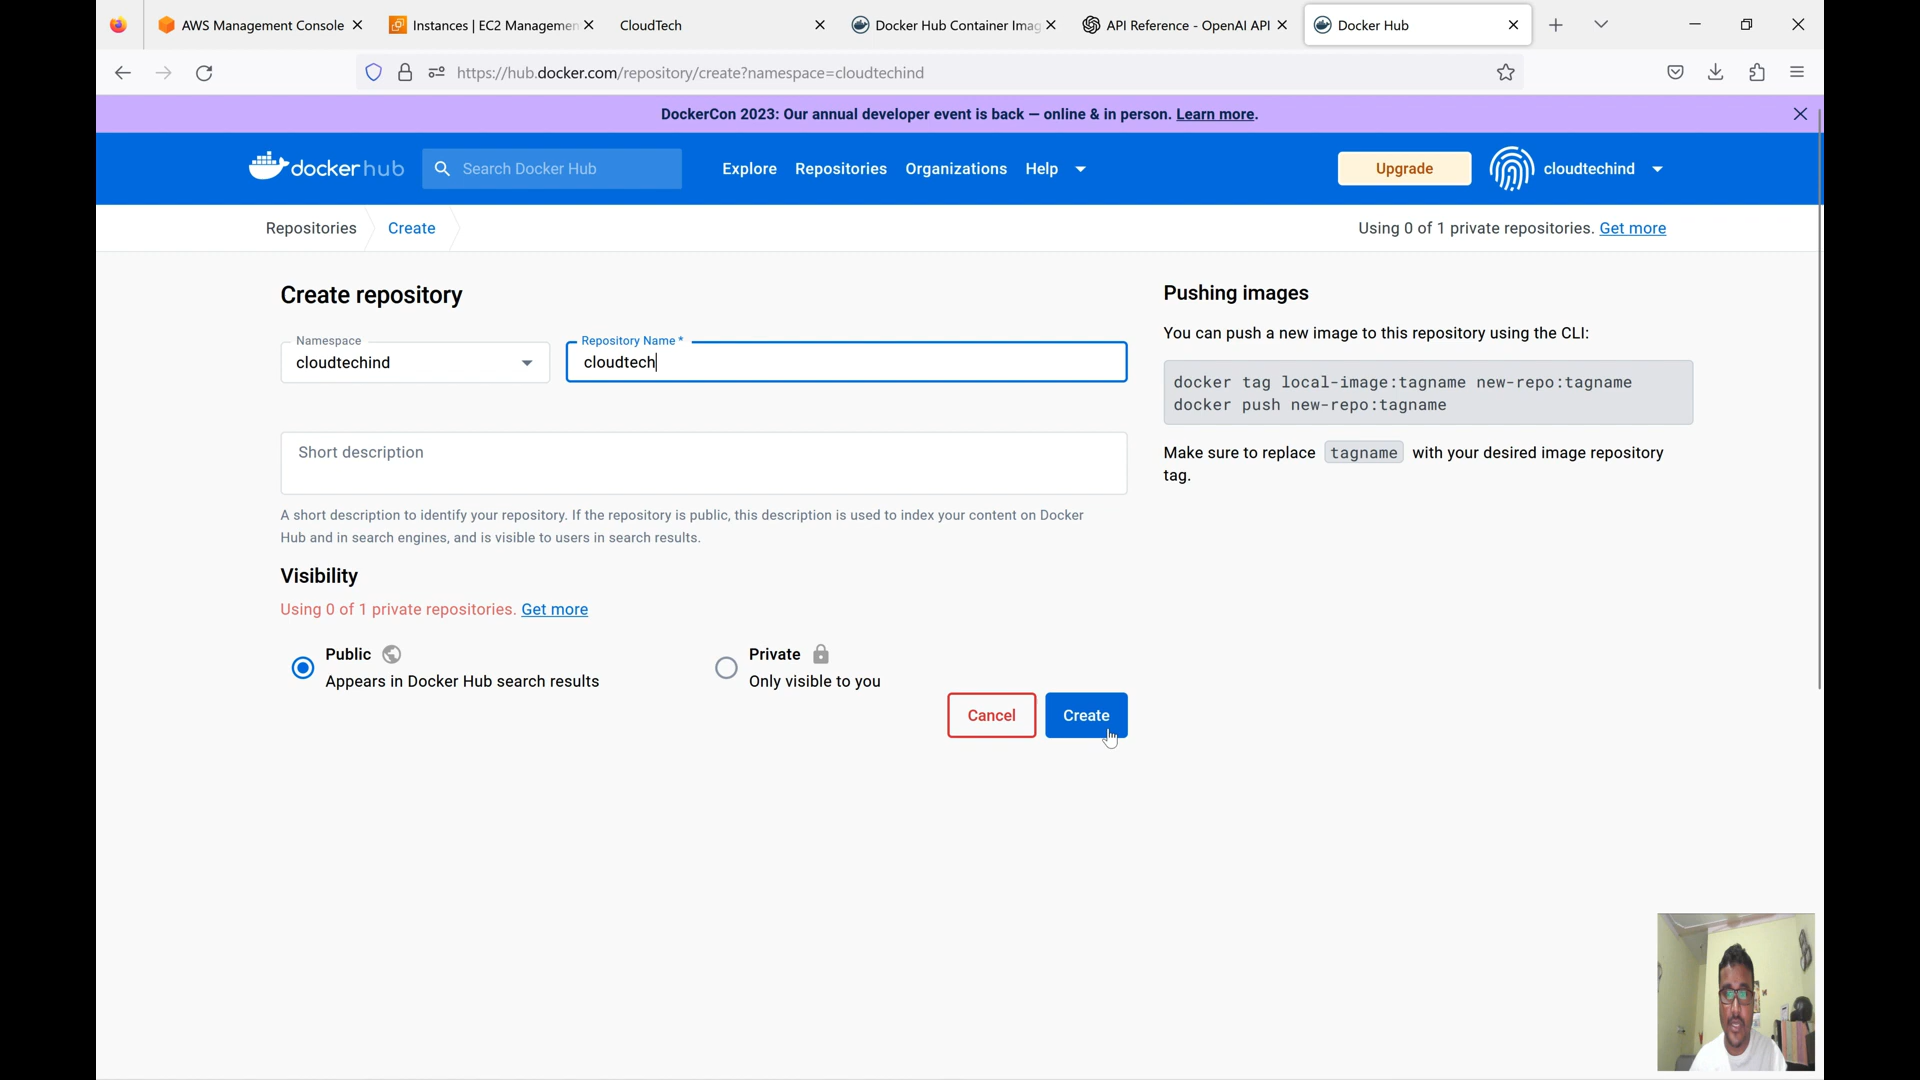 AWS Management Console
Instances | EC2 Managemen
CloudTech
Docker Hub Container Imag
API Reference - OpenAI API
Docker Hub
https://hub.docker.com/repository/create?namespace=cloudtechind
DockerCon 2023: Our annual developer event is back — online & in person. Learn more.
dockerhub
Search Docker Hub
Explore
Repositories
Organizations
Help
Upgrade
cloudtechind
Repositories
Create
Using 0 of 1 private repositories. Get more
Create repository
Namespace
cloudtechind
Repository Name *
cloudtech
Short description
A short description to identify your repository. If the repository is public, this description is used to index your content on Docker
Hub and in search engines, and is visible to users in search results.
Visibility
Using 0 of 1 private repositories. Get more
Public
Appears in Docker Hub search results
Private
Only visible to you
Cancel
Create
Pushing images
You can push a new image to this repository using the CLI:
docker tag local-image:tagname new-repo:tagname
docker push new-repo:tagname
Make sure to replace tagname with your desired image repository
tag.